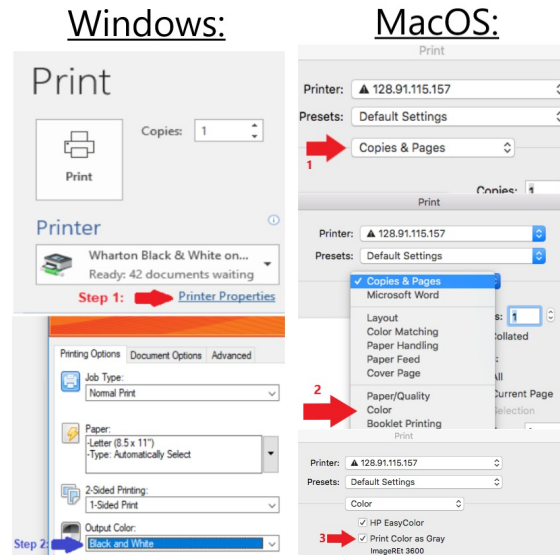 Windows:
Print
Copies: 1
Print
Printer
Wharton Black & White on...
Ready: 42 documents waiting
Step 1: Printer Properties
Printing Options Document Options Advanced
Job Type:
Normal Print
Paper:
-Letter (8.5 x 11")
-Type: Automatically Select
2-Sided Printing:
1-Sided Print
Output Color:
Step 2: Black and White
MacOS:
Print
Printer: 128.91.115.157
Presets: Default Settings
Copies & Pages
1
Copies: 1
Print
Printer: 128.91.115.157
Presets: Default Settings
✓ Copies & Pages
Microsoft Word
s: 1
Layout
ollated
Color Matching
:
Paper Handling
All
Paper Feed
Current Page
Cover Page
Selection
Paper/Quality
2
Color
Booklet Printing
Print
Printer: 128.91.115.157
Presets: Default Settings
Color
HP EasyColor
3 Print Color as Gray
ImageREt 3600